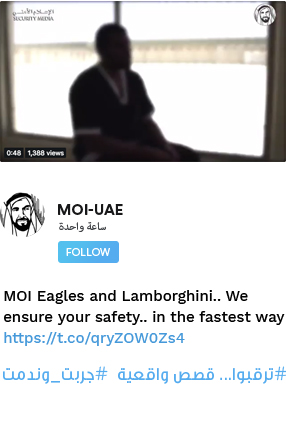 الإعلام الأمني
SECURITY MEDIA
0:48 1,388 views
MOI-UAE
ساعة واحدة
FOLLOW
MOI Eagles and Lamborghini.. We
ensure your safety.. in the fastest way
https://t.co/qryZOW0Zs4
#ترقبوا... قصص واقعية #جربت_وندمت